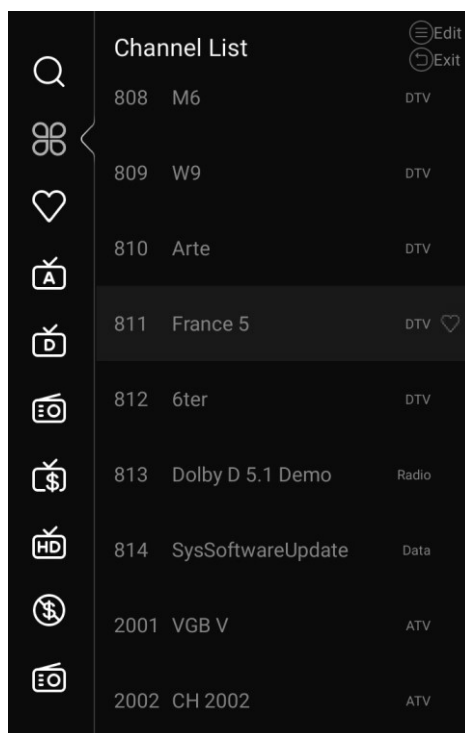 Channel List
Edit
Exit
808 M6 DTV
809 W9 DTV
810 Arte DTV
A
811 France 5 DTV
D
812 6ter DTV
813 Dolby D 5.1 Demo Radio
$
HD
814 SysSoftwareUpdate Data
$
2001 VGB V ATV
2002 CH 2002 ATV